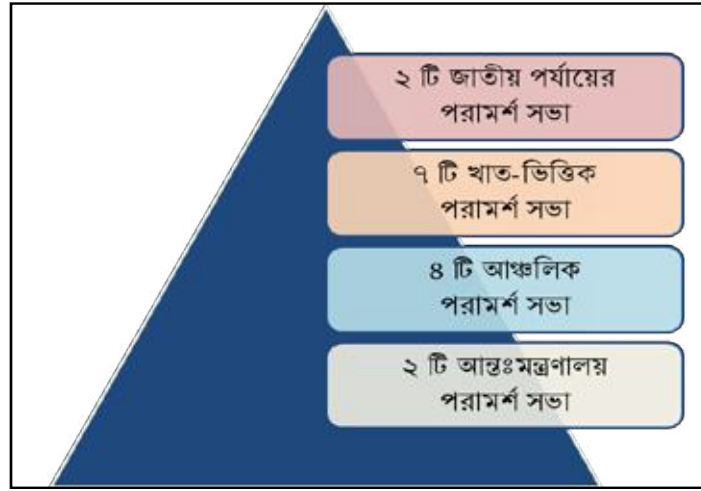 ২ টি জাতীয় পর্যায়ের
পরামর্শ সভা
৭ টি খাত-ভিত্তিক
পরামর্শ সভা
৪ টি আঞ্চলিক
পরামর্শ সভা
২ টি আন্তঃমন্ত্রণালয়
পরামর্শ সভা